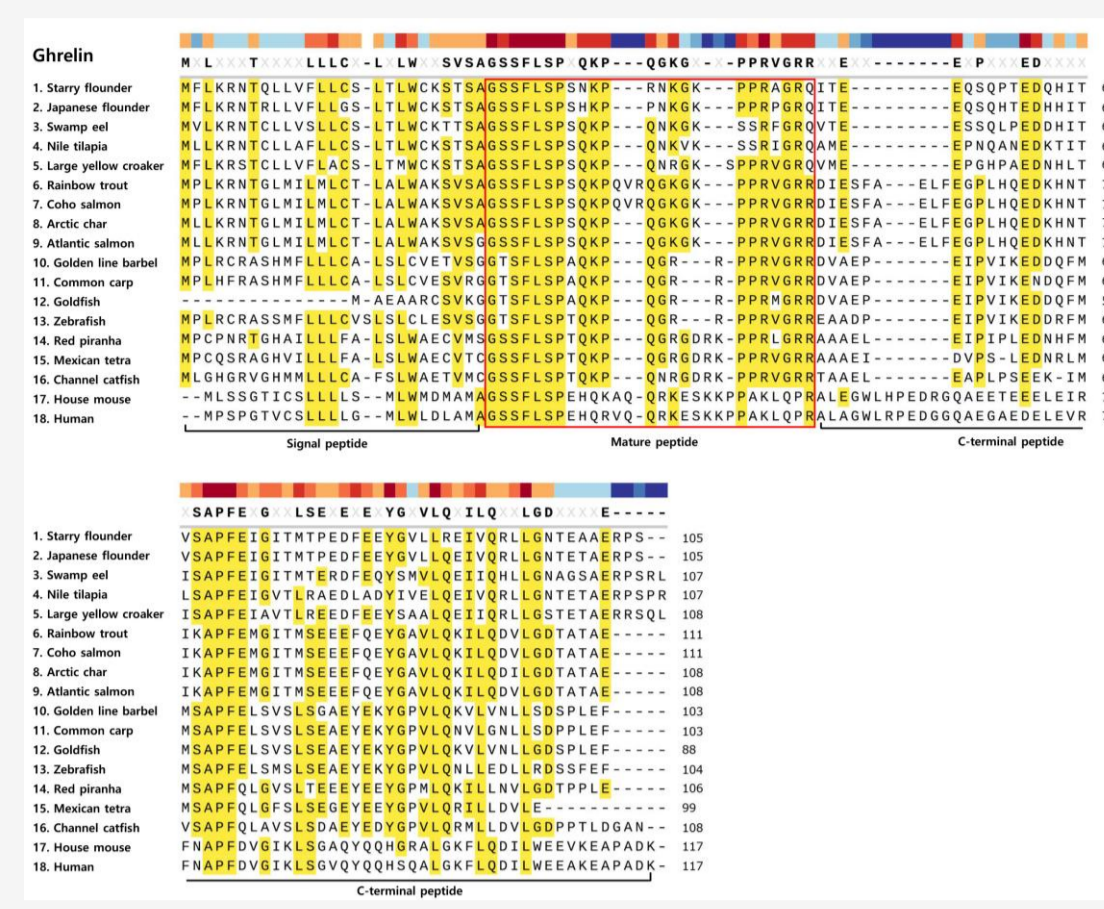 Ghrelin
MXLXXXTXXXXLLLCX-LXLWXXSVSAGSSFLSPXQKP---QGKGX---XPPRVGRRXXEXX-------EXPXXXEDXXXX
1. Starry flounder MFLKRNTQLLVFLLCS-LTLWCKSTSAGSSFLSPSNKP---RNKGK---PPRAGRQITE---------EQSQPTEDQHIT
2. Japanese flounder MFLKRNTRLLVFLLGS-LTLWCKSTSAGSSFLSPSHKP---PNKGK---PPRPGRQITE---------EQSQHTEDHHIT
3. Swamp eel MVLKRNTCLLVSLLCS-LTLWCKTTSAGSSFLSPSQKP---QNKGK---SSRFGRQVTE---------ESSQLPEDDHIT
4. Nile tilapia MLLKRNTCLLAFLLCS-LTLWCKSTSAGSSFLSPSQKP---QNKVK---SSRIGRQAME---------EPNQANEDKTIT
5. Large yellow croaker MFLKRSTCLLVFLACS-LTMWCKSTSAGSSFLSPSQKP---QNRGK--SPPRVGRQVME---------EPGHPAEDNHLT
6. Rainbow trout MPLKRNTGLMILMLCT-LALWAKSVSAGSSFLSPSQKPQVRQGKGK---PPRVGRRDIESFA---ELFEGPLHQEDKHNT
7. Coho salmon MPLKRNTGLMILMLCT-LALWAKSVSAGSSFLSPSQKPQVRQGKGK---PPRVGRRDIESFA---ELFEGPLHQEDKHNT
8. Arctic char MLLKRNTGLMILMLCT-LALWAKSVSAGSSFLSPSQKP---QGKGK---PPRVGRRDIESFA---ELFEGPLHQEDKHNT
9. Atlantic salmon MLLKRNTGLMILMLCT-LALWAKSVSGGSSFLSPSQKP---QGKGK---PPRVGRRDIESFA---ELFEGPLHQEDKHNT
10. Golden line barbel MPLRCRASHMFLLLCA-LSLCVETVSGGTSFLSPAQKP---QGR---R-PPRVGRRDVAEP-------EIPVIKEDDQFM
11. Common carp MPLHFRASHMFLLLCA-LSLCVESVRGGTSFLSPAQKP---QGR---R-PPRVGRRDVAEP-------EIPVIKENDQFM
12. Goldfish ---------------M-AEAARCSVKGGTSFLSPAQKP---QGR---R-PPRMGRRDVAEP-------EIPVIKEDDQFM
13. Zebrafish MPLRCRASSMFLLLCVSLSLCLESVSGGTSFLSPTQKP---QGR---R-PPRVGRREAADP-------EIPVIKEDDRFM
14. Red piranha MPCPNRTGHAILLLFA-LSLWAECVMSGSSFLSPTQKP---QGRGDRK-PPRLGRRAAAEL-------EIPIPLEDNHFM
15. Mexican tetra MPCQSRAGHVILLLFA-LSLWAECVTCGSSFLSPTQKP---QGRGDRK-PPRVGRRAAAEI-------DVPS-LEDNRLM
16. Channel catfish MLGHGRVGHMMLLLCA-FSLWAETVMCGSSFLSPTQKP---QNRGDRK-PPRVGRRTAAEL-------EAPLPSEEK-IM
17. House mouse --MLSSGTICSLLLLS--MLWMDMAMAGSSFLSPEHQKAQ-QRKESKKPPAKLQPRALEGWLHPEDRGQAEETEEELEIR
18. Human --MPSPGTVCSLLLLG--MLWLDLAMAGSSFLSPEHQRVQ-QRKESKKPPAKLQPRALAGWLRPEDGGQAEGAEDELEVR
Signal peptide Mature peptide C-terminal peptide
XSAPFEXGXXLSEXEXEXYGXVLQXILQXXLGDXXXXE-----
1. Starry flounder VSAPFEIGITMTPEDFEEYGVLLREIVQRLLGNTEAAERPS-- 105
2. Japanese flounder VSAPFEIGITMTPEDFEEYGVLLQEIVQRLLGNTETAERPS-- 105
3. Swamp eel ISAPFEIGITMTERDFEQYSMVLQEIIQHLLGNAGSAERPSRL 107
4. Nile tilapia LSAPFEIGVTLRAEDLADYIVELQEIVQRLLGNTETAERPSPR 107
5. Large yellow croaker ISAPFEIAVTLREEDFEEYSAALQEIIQRLLGSTETAERRSQL 108
6. Rainbow trout IKAPFEMGITMSEEEFQEYGAVLQKILQDVLGDTATAE----- 111
7. Coho salmon IKAPFEMGITMSEEEFQEYGAVLQKILQDVLGDTATAE----- 111
8. Arctic char IKAPFEMGITMSEEEFQEYGAVLQKILQDILGDTATAE----- 108
9. Atlantic salmon IKAPFEMGITMSEEEFQEYGAVLQKILQDVLGDTATAE----- 108
10. Golden line barbel MSAPFELSVSLSGAEYEKYGPVLQKVLVNLLSDSPLEF----- 103
11. Common carp MSAPFELSVSLSEAEYEKYGPVLQNVLGNLLSDPPLEF----- 103
12. Goldfish MSAPFELSVSLSEAEYEKYGPVLQKVLVNLLGDSPLEF----- 88
13. Zebrafish MSAPFELSMSLSEAEYEKYGPVLQNLLEDLLRDSSFEF----- 104
14. Red piranha MSAPFQLGVSLTEEEYEEYGPMLQKILLNVLGDTPPLE----- 106
15. Mexican tetra MSAPFQLGFSLSEGEYEEYGPVLQRILLDVLE----------- 99
16. Channel catfish VSAPFQLAVSLSDAEYEDYGPVLQRMLLDVLGDPPTLDGAN-- 108
17. House mouse FNAPFDVGIKLSGAQYQQHGRALGKFLQDILWEEVKEAPADK- 117
18. Human FNAPFDVGIKLSGVQYQQHSQALGKFLQDILWEEAKEAPADK- 117
C-terminal peptide